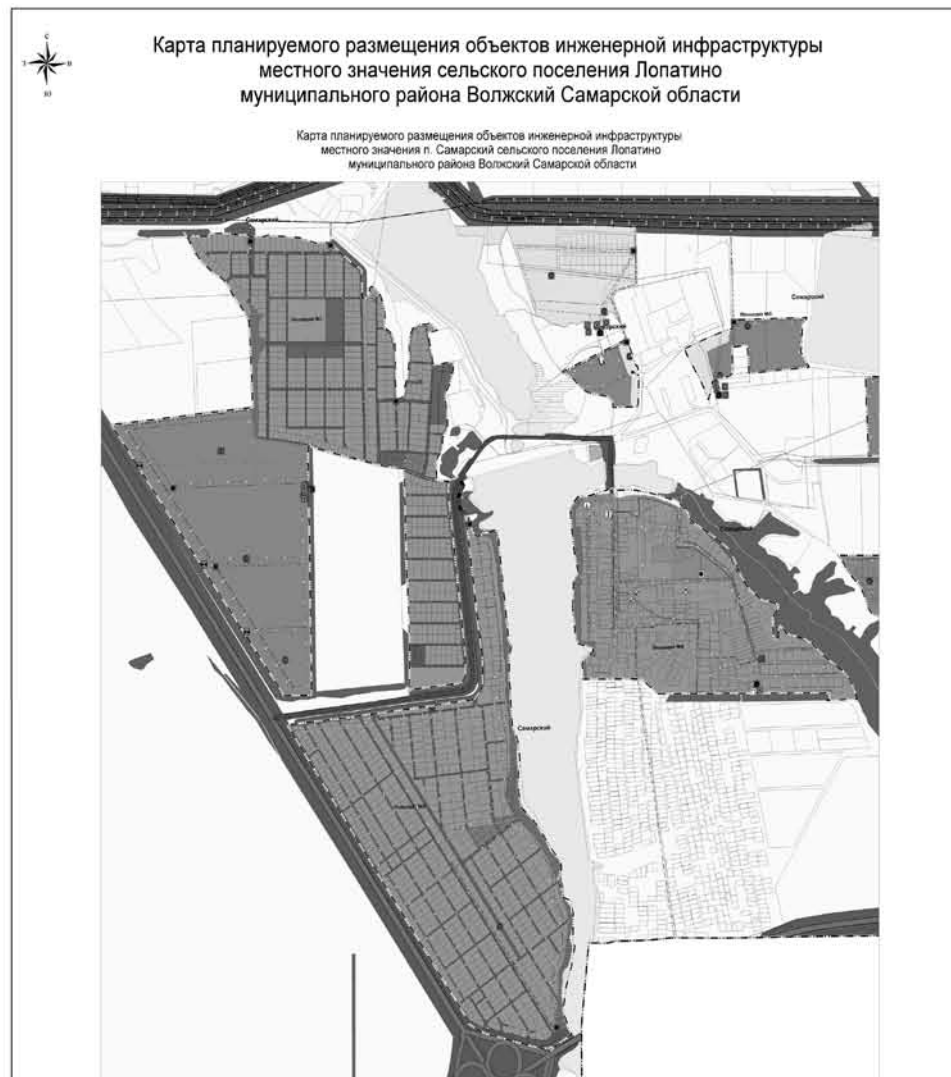 С
З
В
Ю
Карта планируемого размещения объектов инженерной инфраструктуры
местного значения сельского поселения Лопатино
муниципального района Волжский Самарской области
Карта планируемого размещения объектов инженерной инфраструктуры
местного значения п. Самарский сельского поселения Лопатино
муниципального района Волжский Самарской области
Самарский
Самарский
Самарский